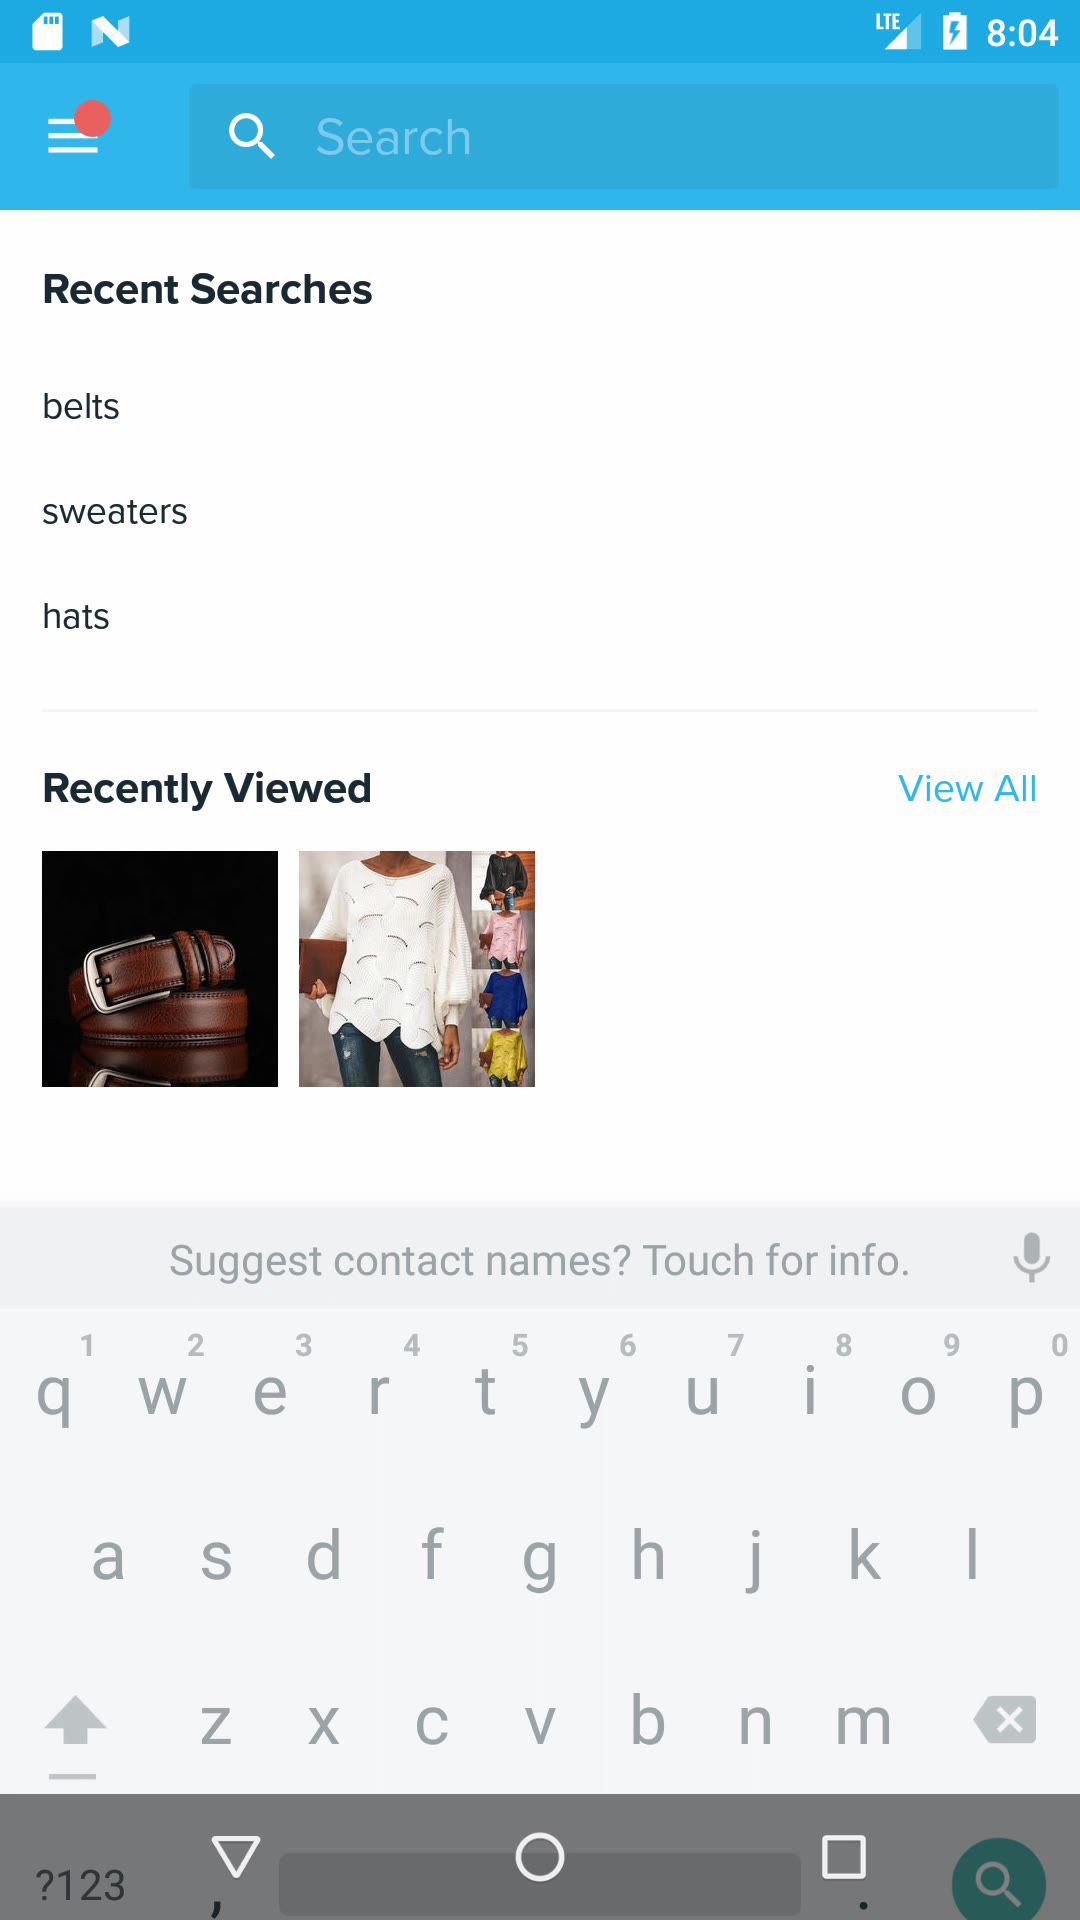 LTE 8:04
Search
Recent Searches
belts
sweaters
hats
Recently Viewed View All
Suggest contact names? Touch for info.
1 2 3 4 5 6 7 8 9 0
q w e r t y u i o p
a s d f g h j k l
z x c v b n m
?123 , .